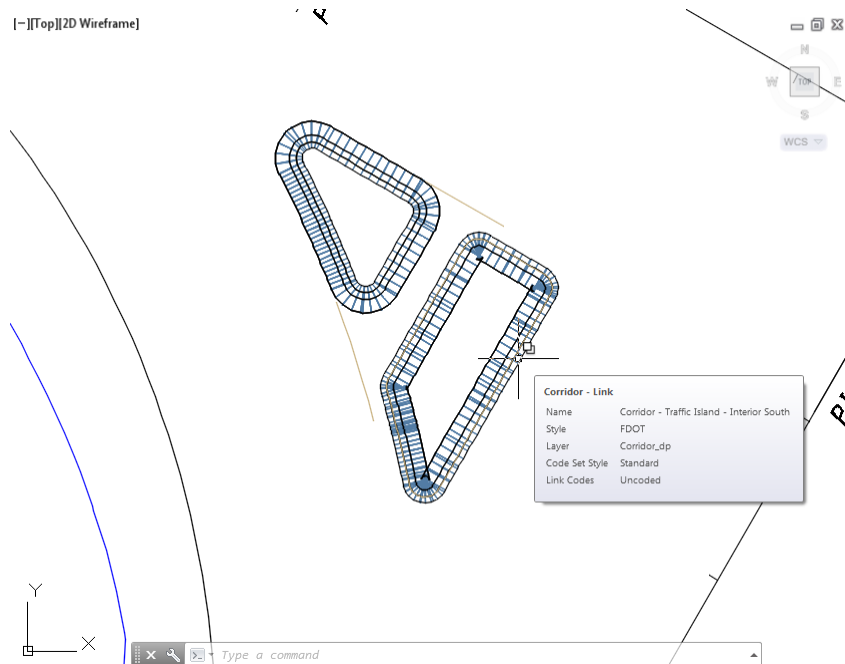 [−][Top][2D Wireframe]
N
W
TOP
E
S
WCS
Corridor - Link
Name Corridor - Traffic Island - Interior South
Style FDOT
Layer Corridor_dp
Code Set Style Standard
Link Codes Uncoded
Y
X
Type a command